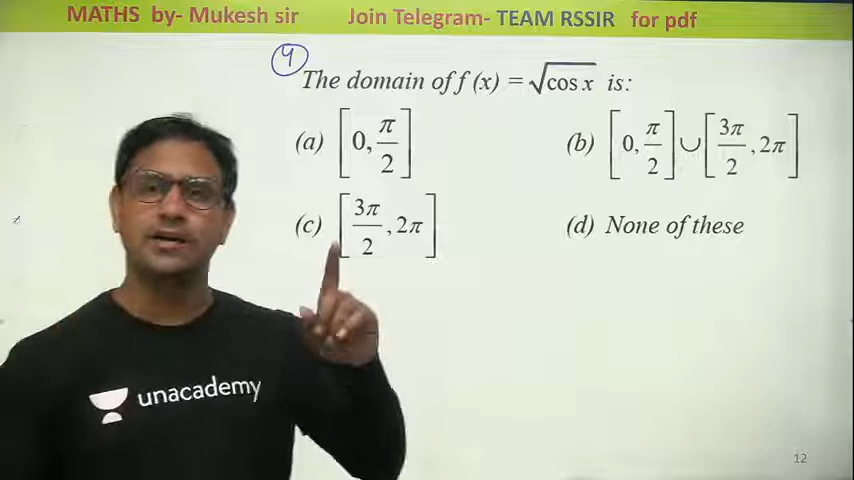 MATHS by- Mukesh sir Join Telegram- TEAM RSSIR for pdf
9
The domain of f (x) = √cos x is:
(a) [0, π/2] (b) [0, π/2] ∪ [3π/2, 2π]
(c) [3π/2, 2π] (d) None of these
unacademy
12